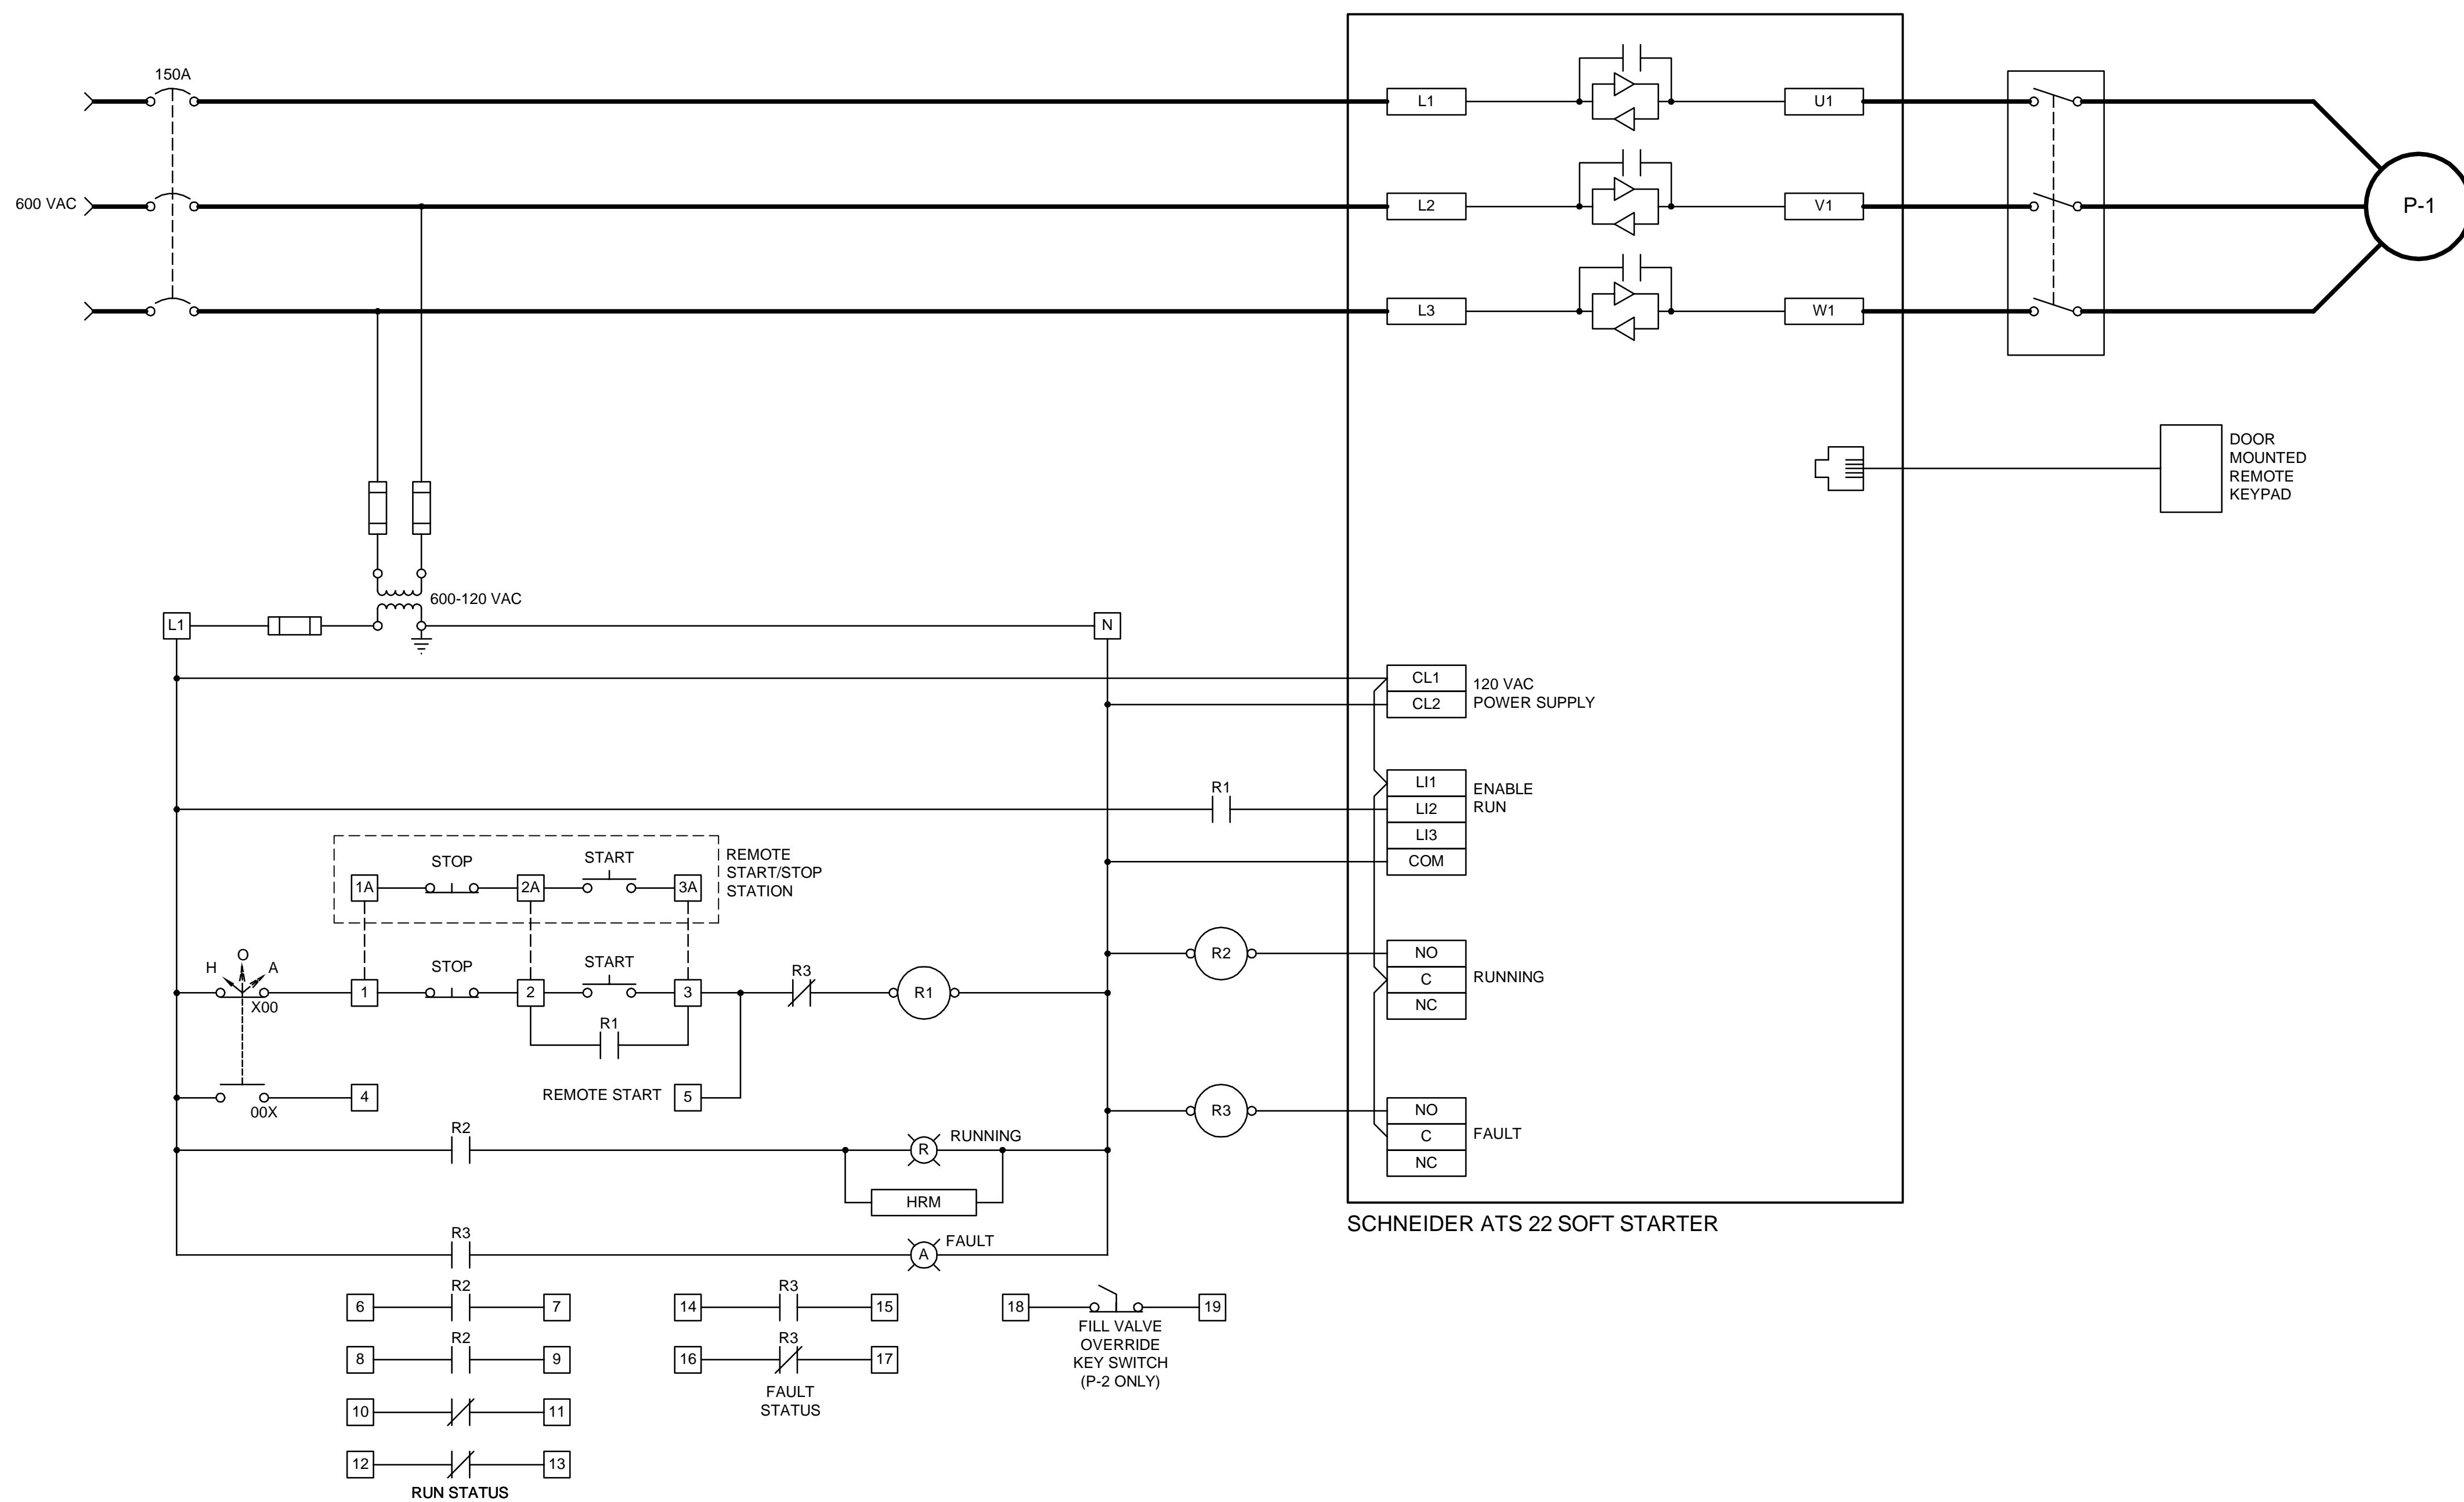 150A
L1
U1
600 VAC
L2
V1
P-1
L3
W1
DOOR
MOUNTED
REMOTE
KEYPAD
600-120 VAC
L1
N
CL1
CL2
120 VAC
POWER SUPPLY
R1
LI1
LI2
LI3
COM
ENABLE
RUN
STOP
START
1A
2A
3A
REMOTE
START/STOP
STATION
H
O
A
X00
1
STOP
2
START
3
R3
R1
R1
R2
NO
C
NC
RUNNING
00X
4
REMOTE START
5
R3
NO
C
NC
FAULT
R2
R
RUNNING
HRM
R3
A
FAULT
SCHNEIDER ATS 22 SOFT STARTER
6
R2
7
14
R3
15
18
19
FILL VALVE
OVERRIDE
KEY SWITCH
(P-2 ONLY)
8
R2
9
16
R3
17
FAULT
STATUS
10
11
12
13
RUN STATUS